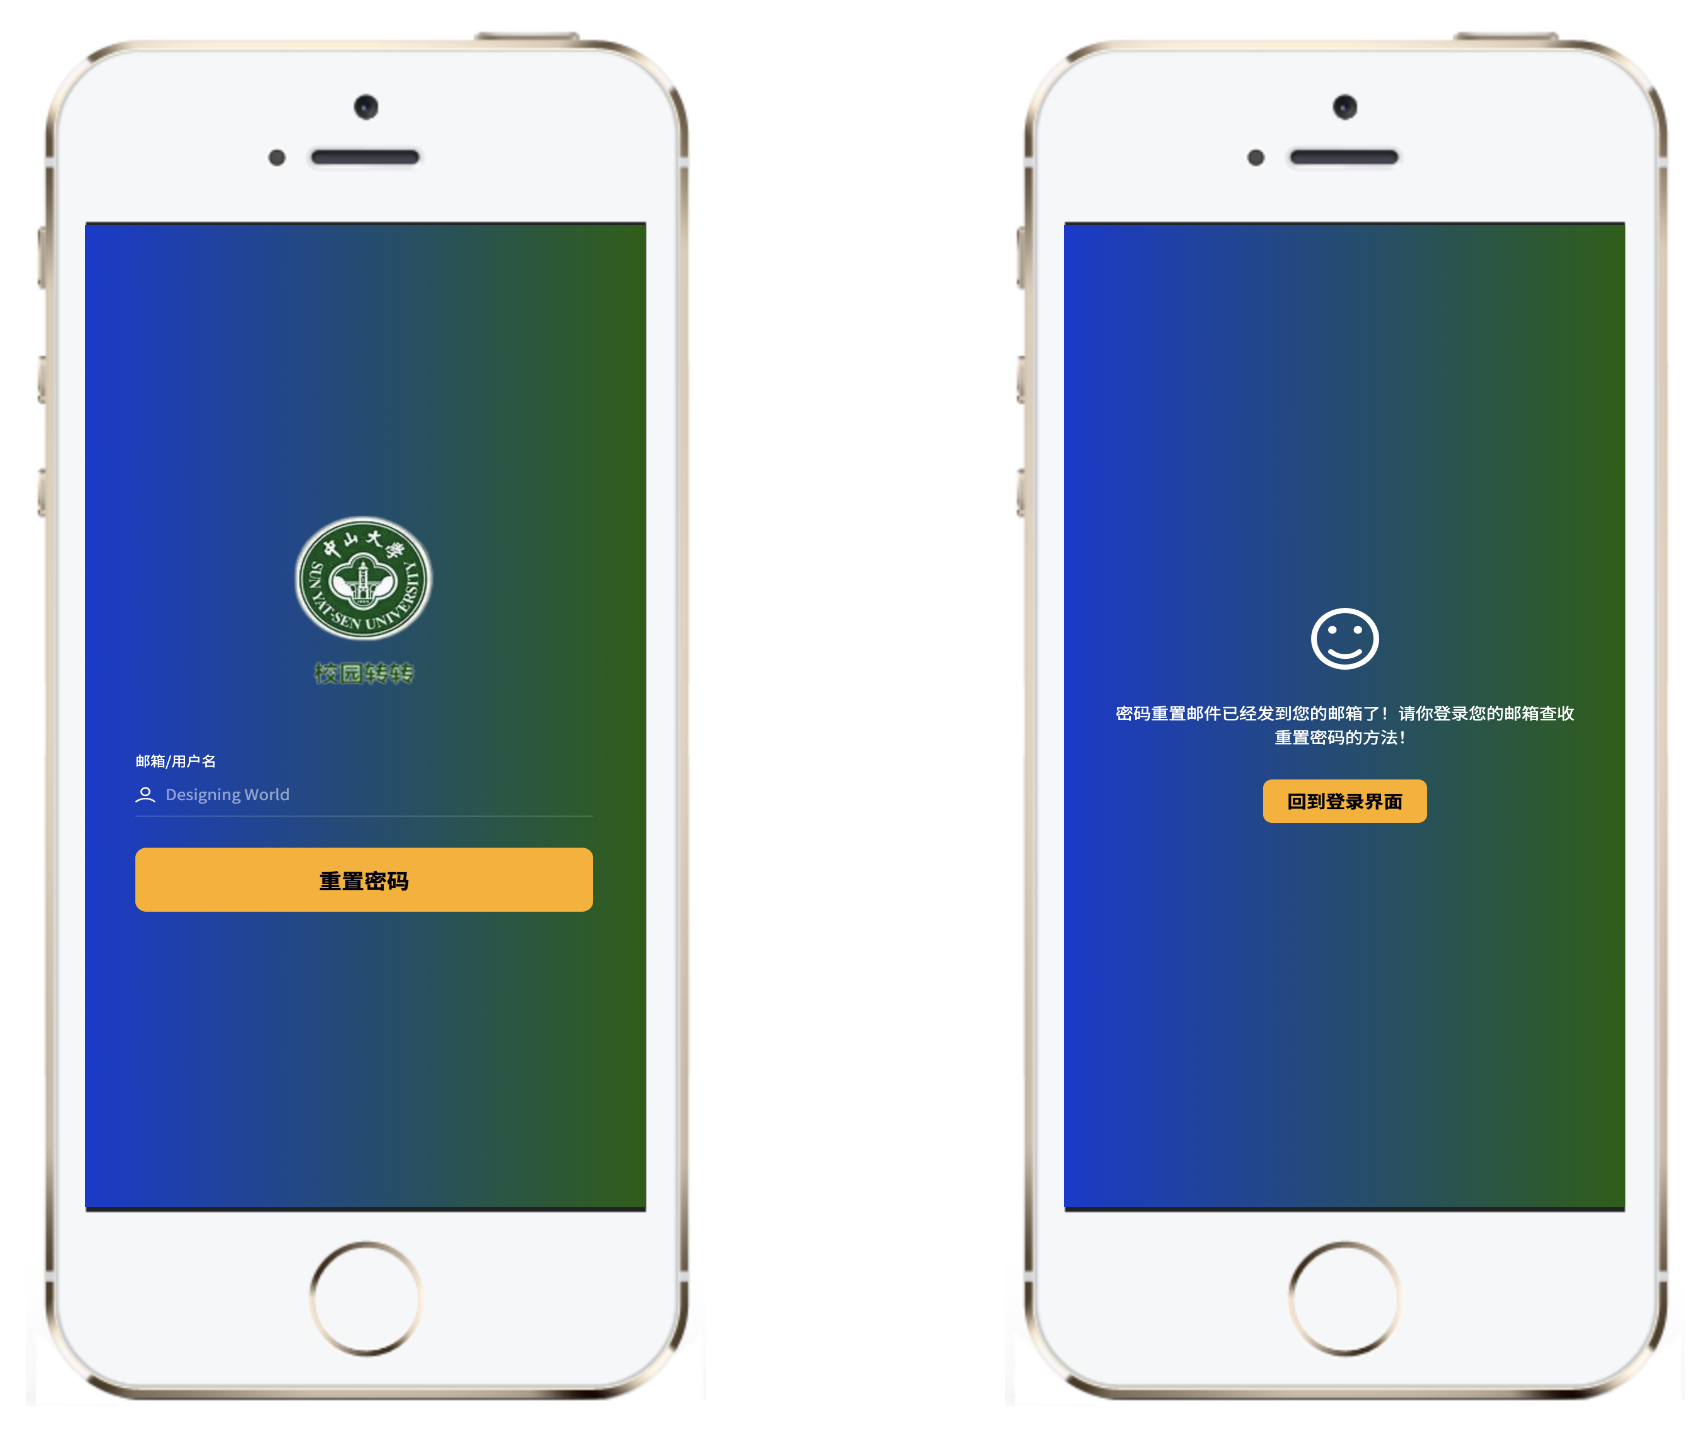 中山大學
SUN YAT-SEN UNIVERSITY
校园转转
邮箱/用户名
Designing World
重置密码
密码重置邮件已经发到您的邮箱了！请你登录您的邮箱查收
重置密码的方法！
回到登录界面